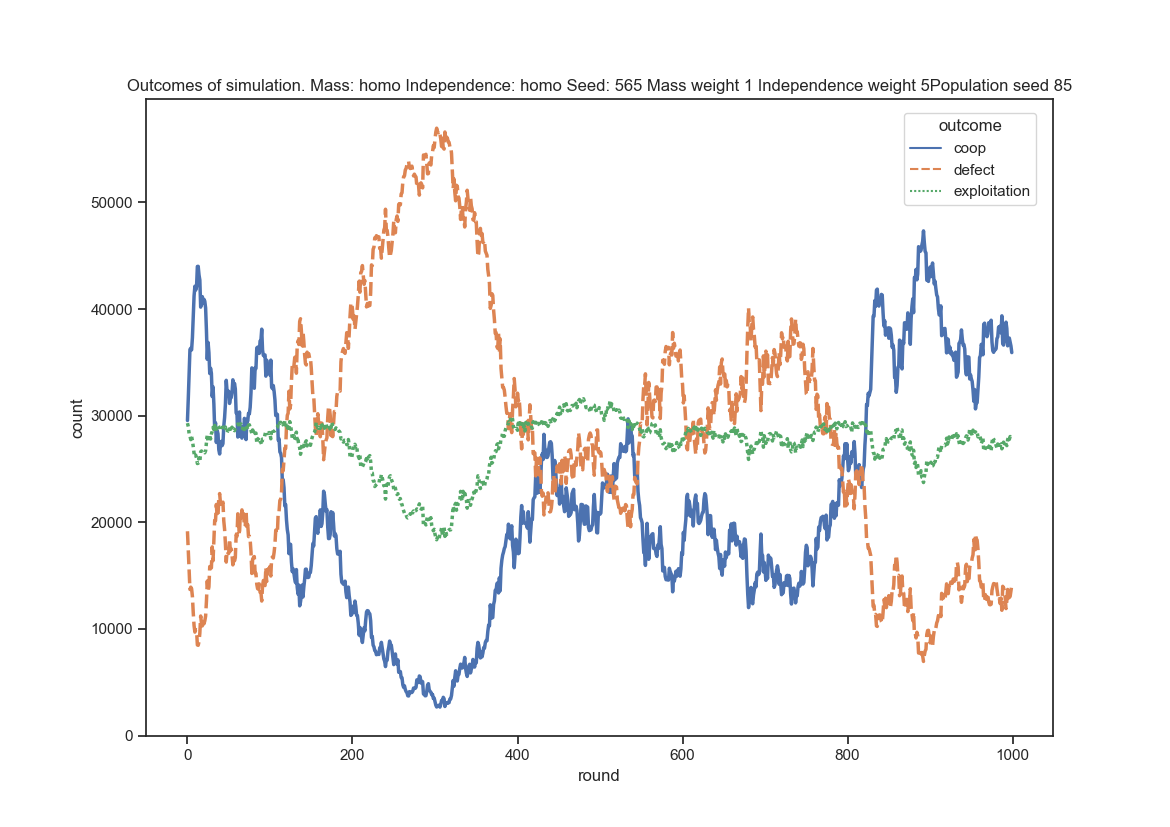 Outcomes of simulation. Mass: homo Independence: homo Seed: 565 Mass weight 1 Independence weight 5Population seed 85
outcome
coop
defect
exploitation
50000
40000
30000
20000
10000
0
count
0 200 400 600 800 1000
round